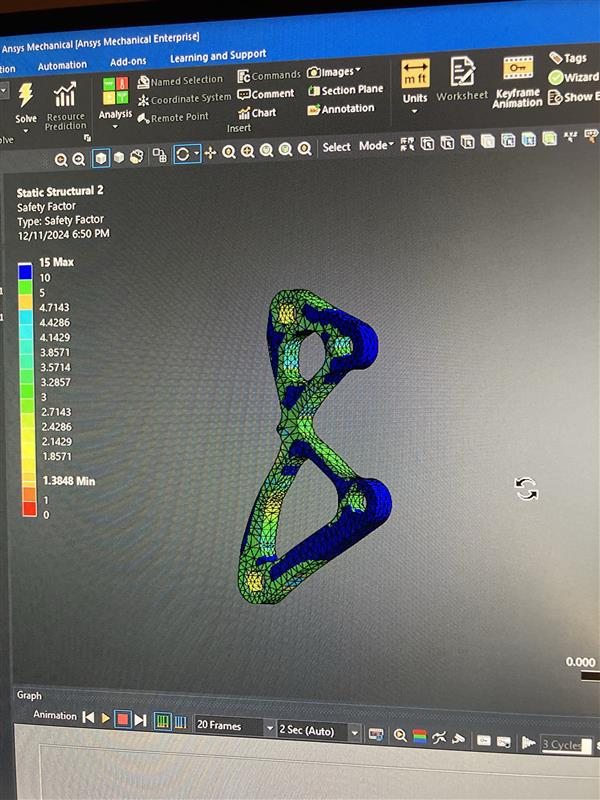 Ansys Mechanical [Ansys Mechanical Enterprise]
tion Automation Add-ons Learning and Support
Solve
Resource Prediction
Analysis
Named Selection
Coordinate System
Remote Point
Commands
Comment
Chart
Images
Section Plane
Annotation
Insert
m ft
Units
Worksheet
Keyframe Animation
Tags
Wizard
Show E
olve
Select Mode
Static Structural 2
Safety Factor
Type: Safety Factor
12/11/2024 6:50 PM
15 Max
10
5
4.7143
4.4286
4.1429
3.8571
3.5714
3.2857
3
2.7143
2.4286
2.1429
1.8571
1.3848 Min
1
0
0.000
Graph
Animation 20 Frames 2 Sec (Auto) 3 Cycles